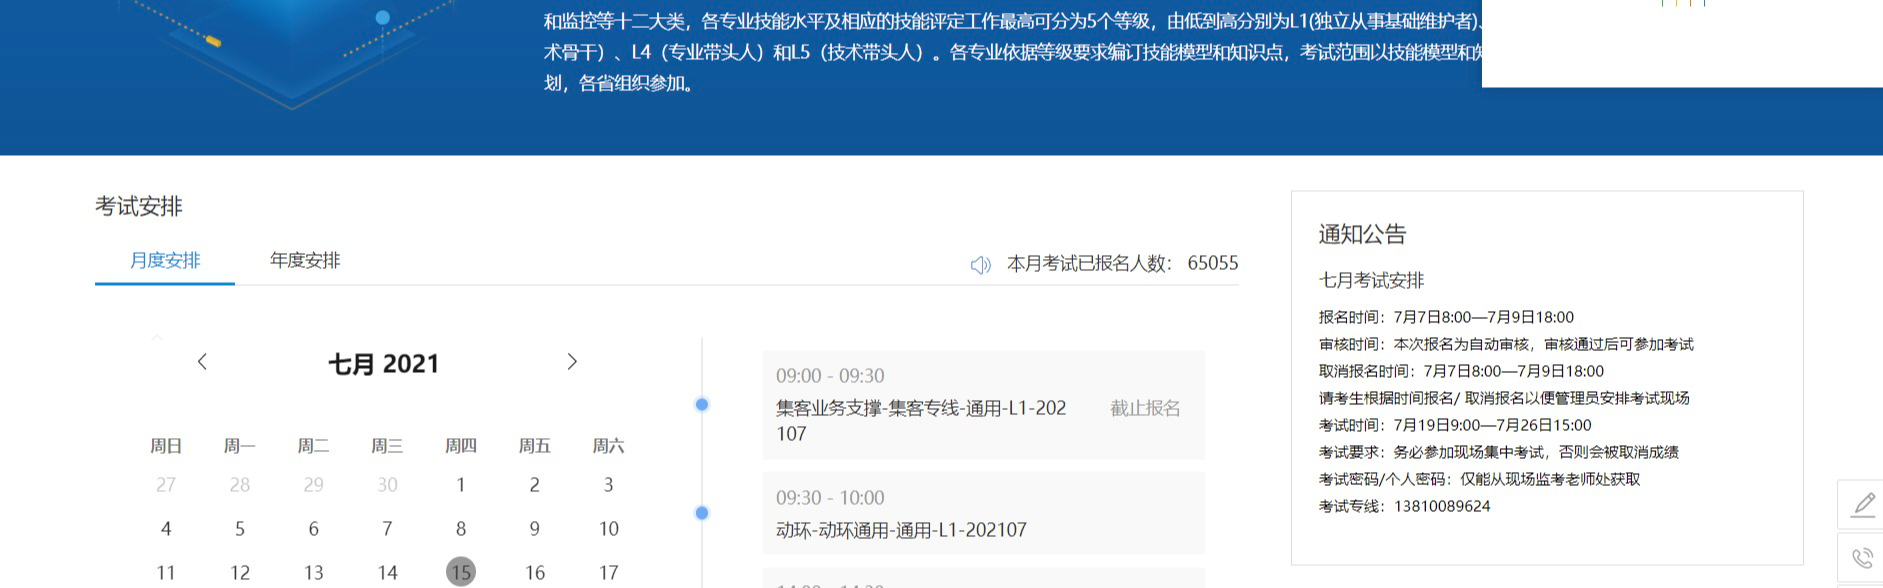 和监控等十二大类，各专业技能水平及相应的技能评定工作最高可分为5个等级，由低到高分别为L1(独立从事基础维护者)、
术骨干）、L4（专业带头人）和L5（技术带头人）。各专业依据等级要求编订技能模型和知识点，考试范围以技能模型和
划，各省组织参加。
考试安排
月度安排 年度安排
本月考试已报名人数： 65055
七月 2021
周日 周一 周二 周三 周四 周五 周六
27 28 29 30 1 2 3
4 5 6 7 8 9 10
11 12 13 14 15 16 17
09:00 - 09:30
集客业务支撑-集客专线-通用-L1-202
107
截止报名
09:30 - 10:00
动环-动环通用-通用-L1-202107
通知公告
七月考试安排
报名时间：7月7日8:00—7月9日18:00
审核时间：本次报名为自动审核，审核通过后可参加考试
取消报名时间：7月7日8:00—7月9日18:00
请考生根据时间报名/ 取消报名以便管理员安排考试现场
考试时间：7月19日9:00—7月26日15:00
考试要求：务必参加现场集中考试，否则会被取消成绩
考试密码/个人密码：仅能从现场监考老师处获取
考试专线：13810089624